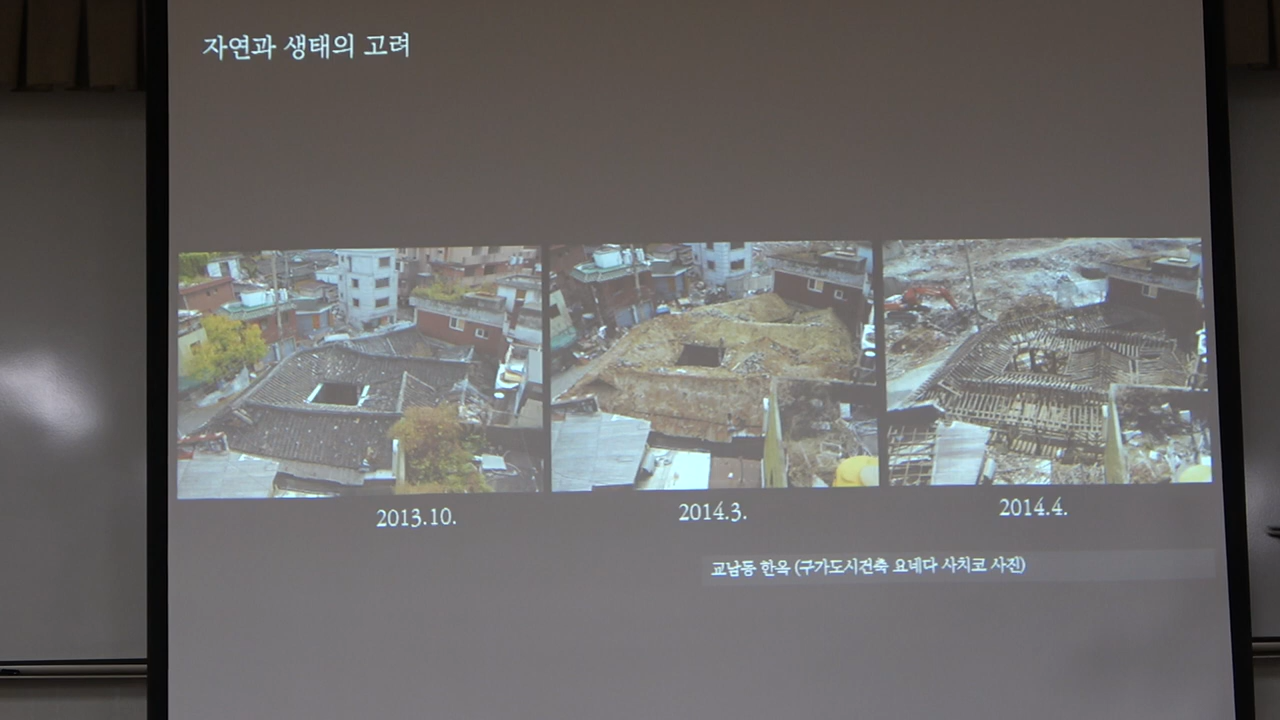 자연과 생태의 고려
2013.10.
2014.3.
2014.4.
교남동 한옥 (구가도시건축 요네다 사치코 사진)